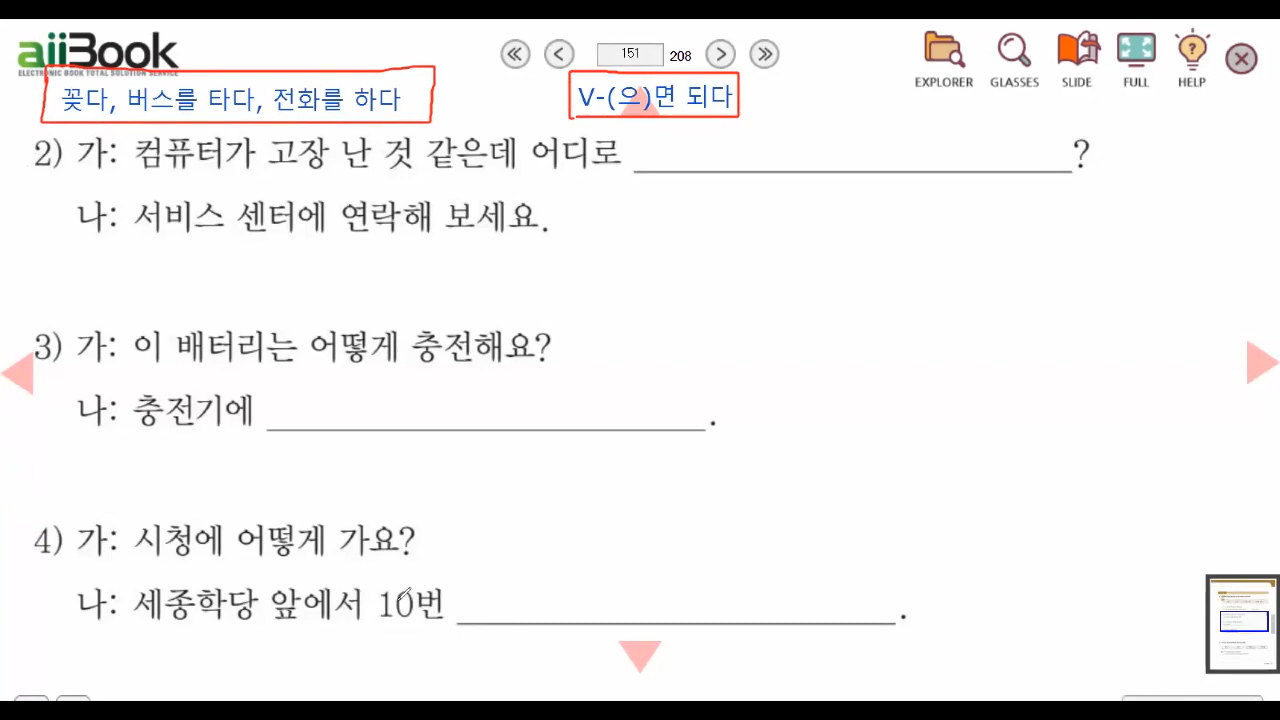 aiiBook
ELECTRONIC BOOK TOTAL SOLUTION SERVICE
151 208
EXPLORER GLASSES SLIDE FULL HELP
꽂다, 버스를 타다, 전화를 하다
V-(으)면 되다
2) 가: 컴퓨터가 고장 난 것 같은데 어디로 ?
나: 서비스 센터에 연락해 보세요.
3) 가: 이 배터리는 어떻게 충전해요?
나: 충전기에 .
4) 가: 시청에 어떻게 가요?
나: 세종학당 앞에서 10번 .